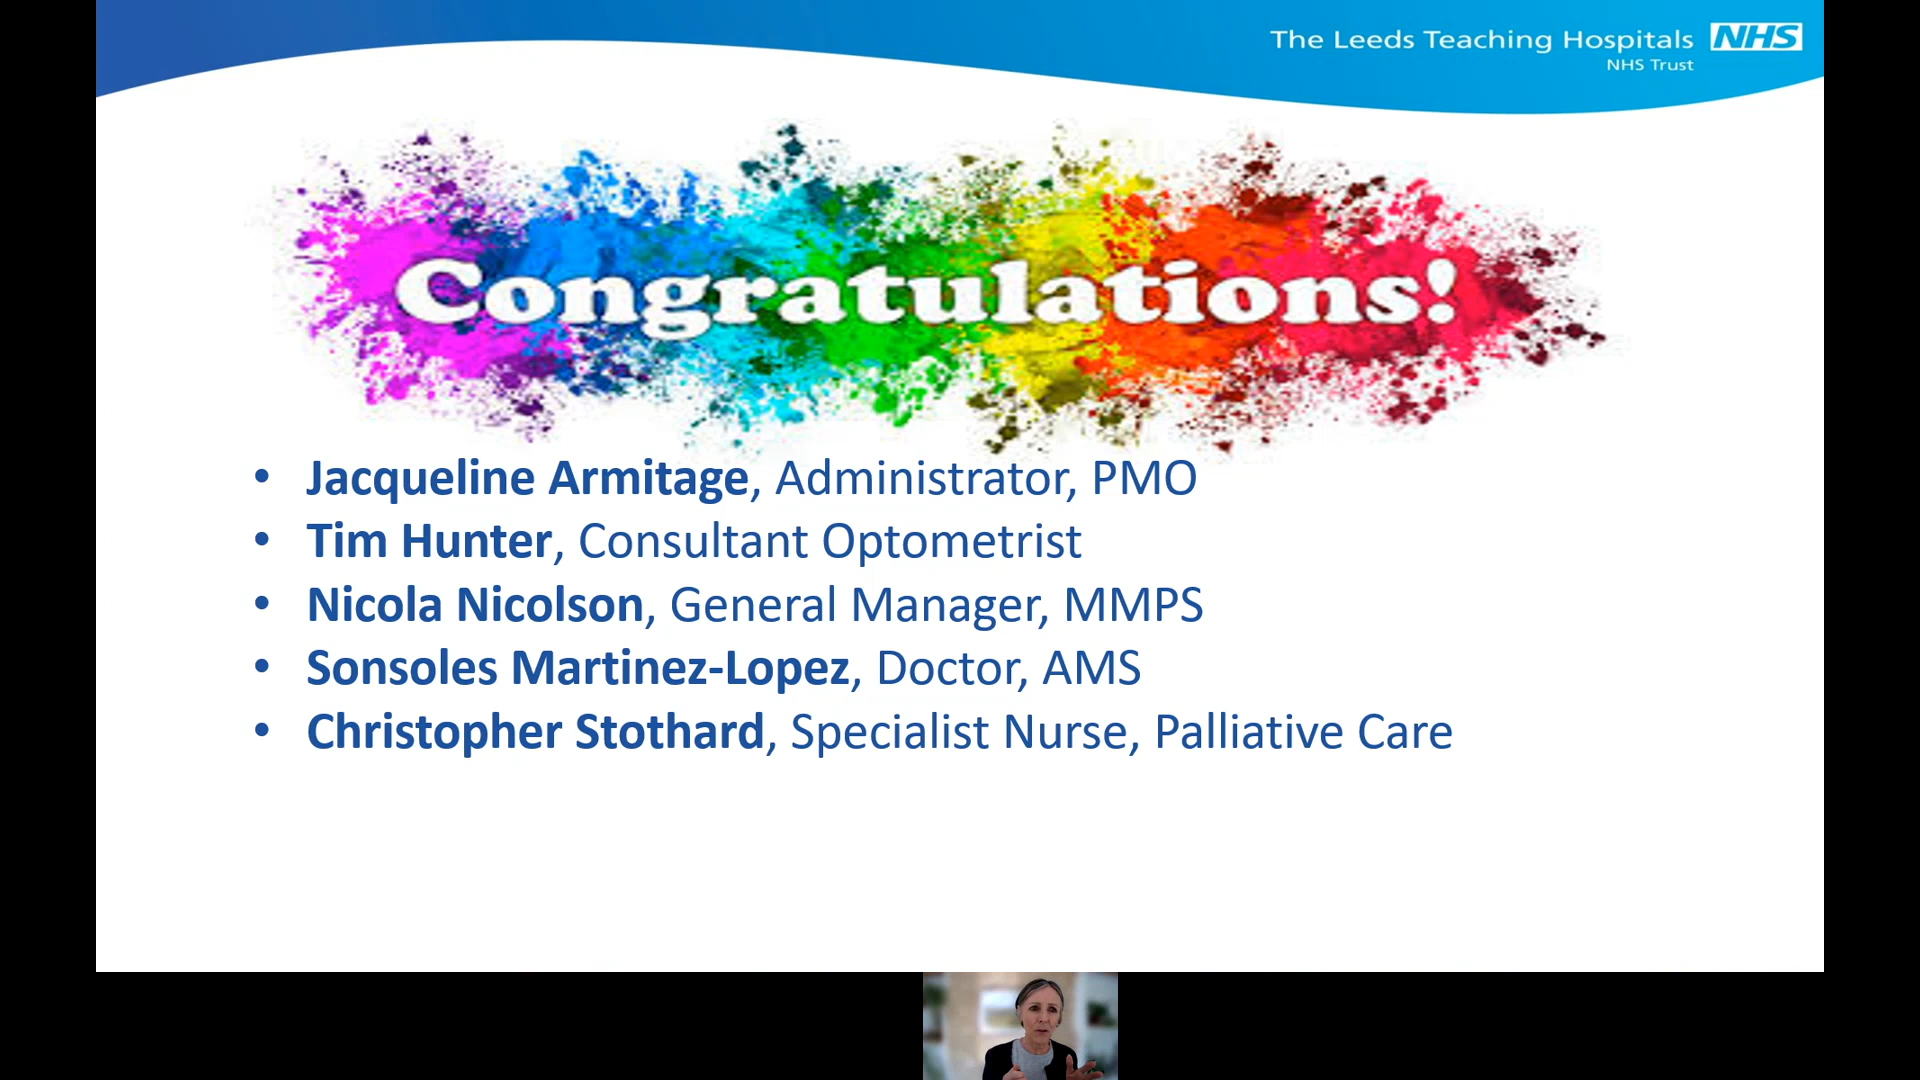 The Leeds Teaching Hospitals NHS
NHS Trust
Congratulations!
• Jacqueline Armitage, Administrator, PMO
• Tim Hunter, Consultant Optometrist
• Nicola Nicolson, General Manager, MMPS
• Sonsoles Martinez-Lopez, Doctor, AMS
• Christopher Stothard, Specialist Nurse, Palliative Care